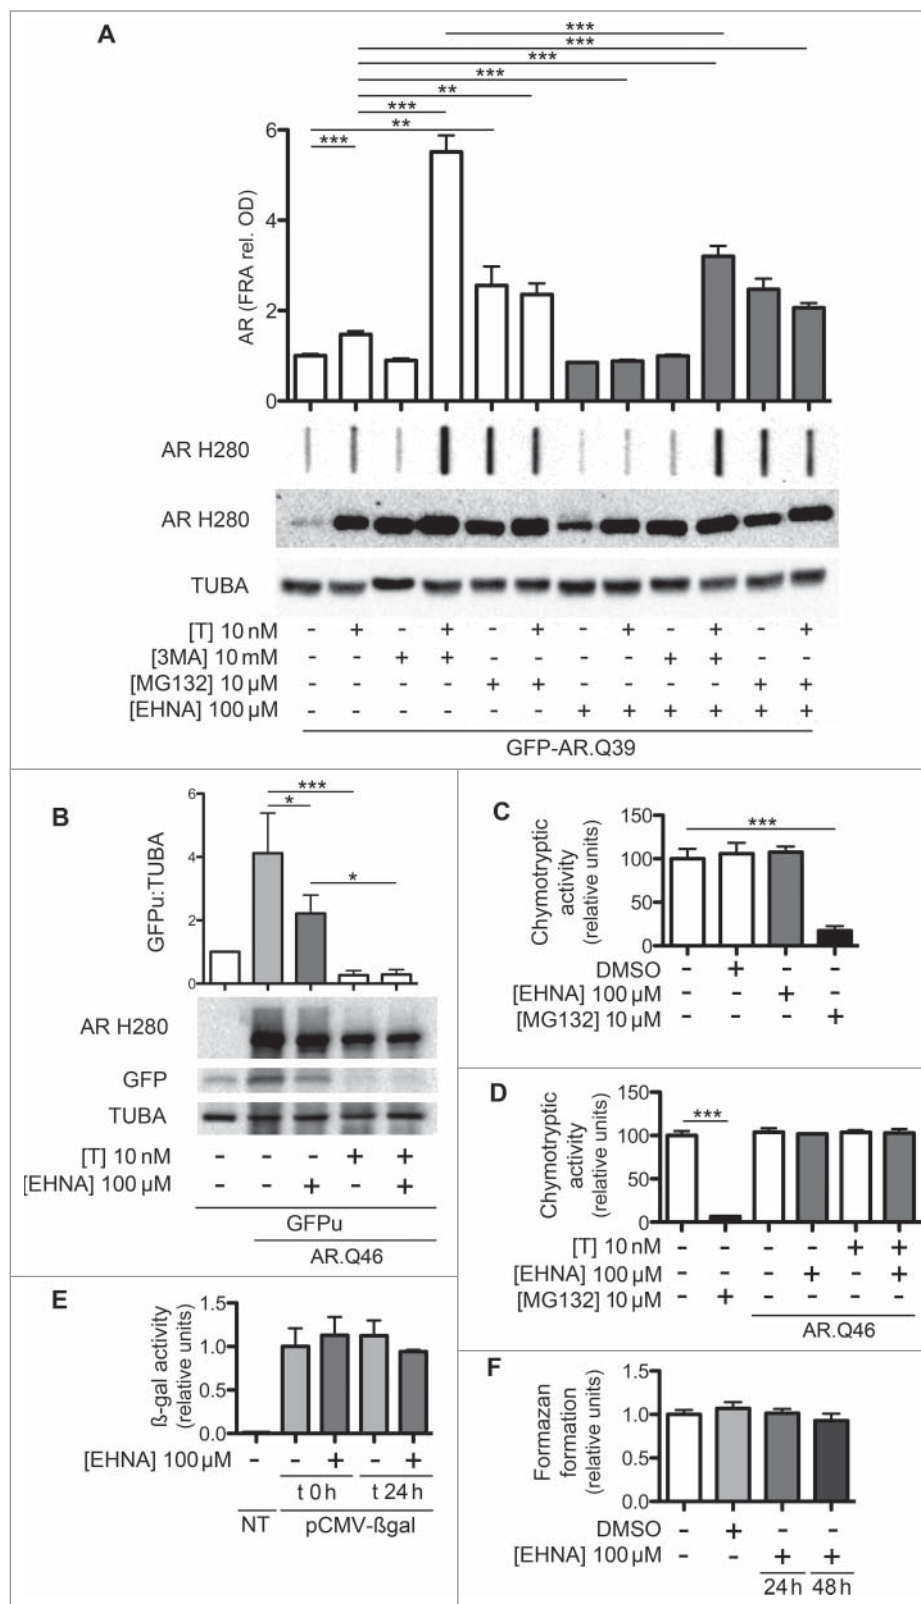 A
***
***
***
***
**
***
**
***
6
4
2
0
AR (FRA rel. OD)
AR H280
AR H280
TUBA
[T] 10 nM - + - + - + - + - + - +
[3MA] 10 mM - - + + - - - - + + - -
[MG132] 10 µM - - - - + + - - - - + +
[EHNA] 100 µM - - - - - - + + + + + +
GFP-AR.Q39
B
***
*
*
6
4
2
0
GFPu:TUBA
AR H280
GFP
TUBA
[T] 10 nM - - - + +
[EHNA] 100 µM - - + - +
GFPu
AR.Q46
C
***
150
100
50
0
Chymotryptic
activity
(relative units)
DMSO - + - -
[EHNA] 100 µM - - + -
[MG132] 10 µM - - - +
D
***
150
100
50
0
Chymotryptic
activity
(relative units)
[T] 10 nM - - - - + +
[EHNA] 100 µM - - - + - +
[MG132] 10 µM - + - - - -
AR.Q46
E
1.5
1.0
0.5
0.0
ß-gal activity
(relative units)
[EHNA] 100 µM - - + - +
t 0 h t 24 h
NT pCMV-ßgal
F
1.5
1.0
0.5
0.0
Formazan
formation
(relative units)
DMSO - + - -
[EHNA] 100 µM - - + +
24 h 48 h